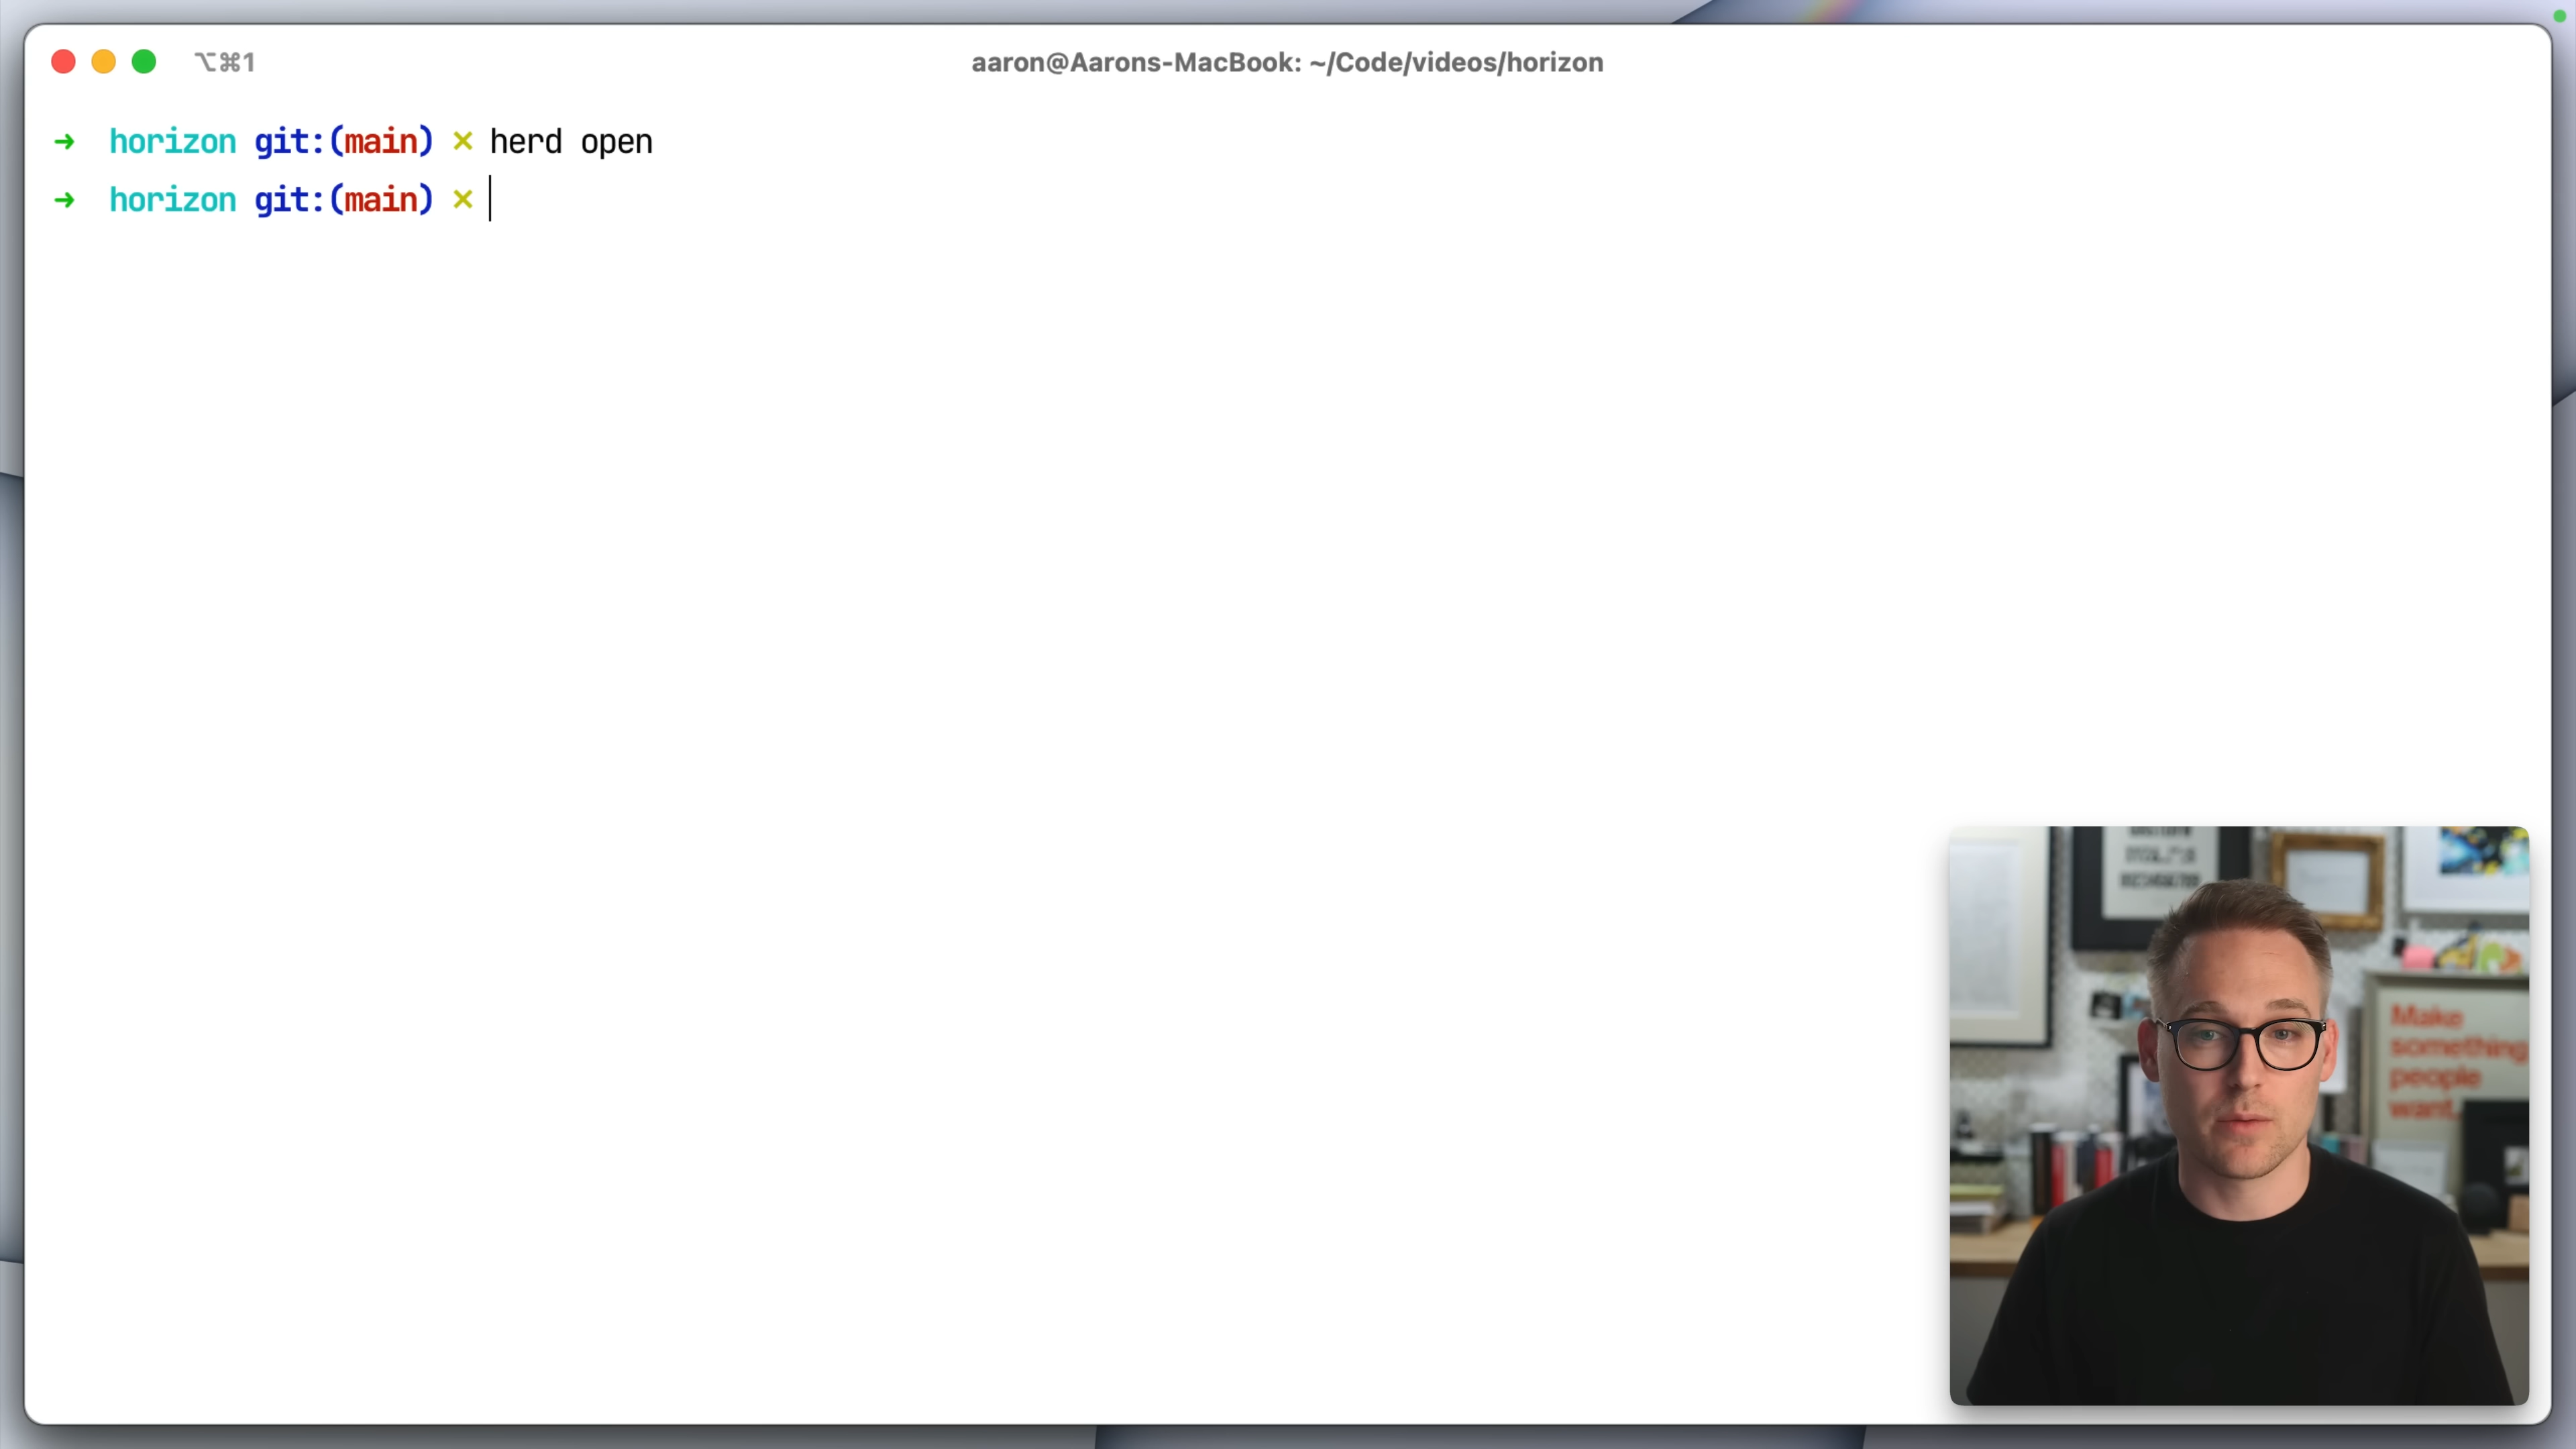 ⌥⌘1
aaron@Aarons-MacBook: ~/Code/videos/horizon
➜ horizon git:(main) ✗ herd open
➜ horizon git:(main) ✗
Make
something
people
want.